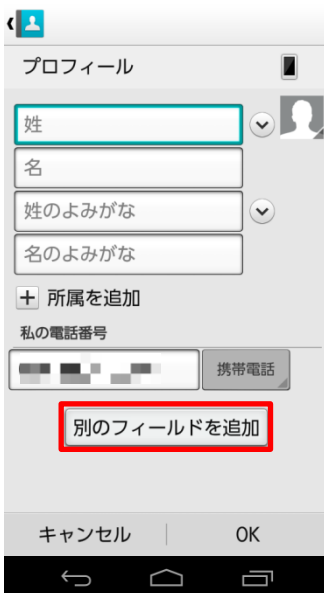 プロフィール
姓
名
姓のよみがな
名のよみがな
所属を追加
私の電話番号
携帯電話
別のフィールドを追加
キャンセル
OK